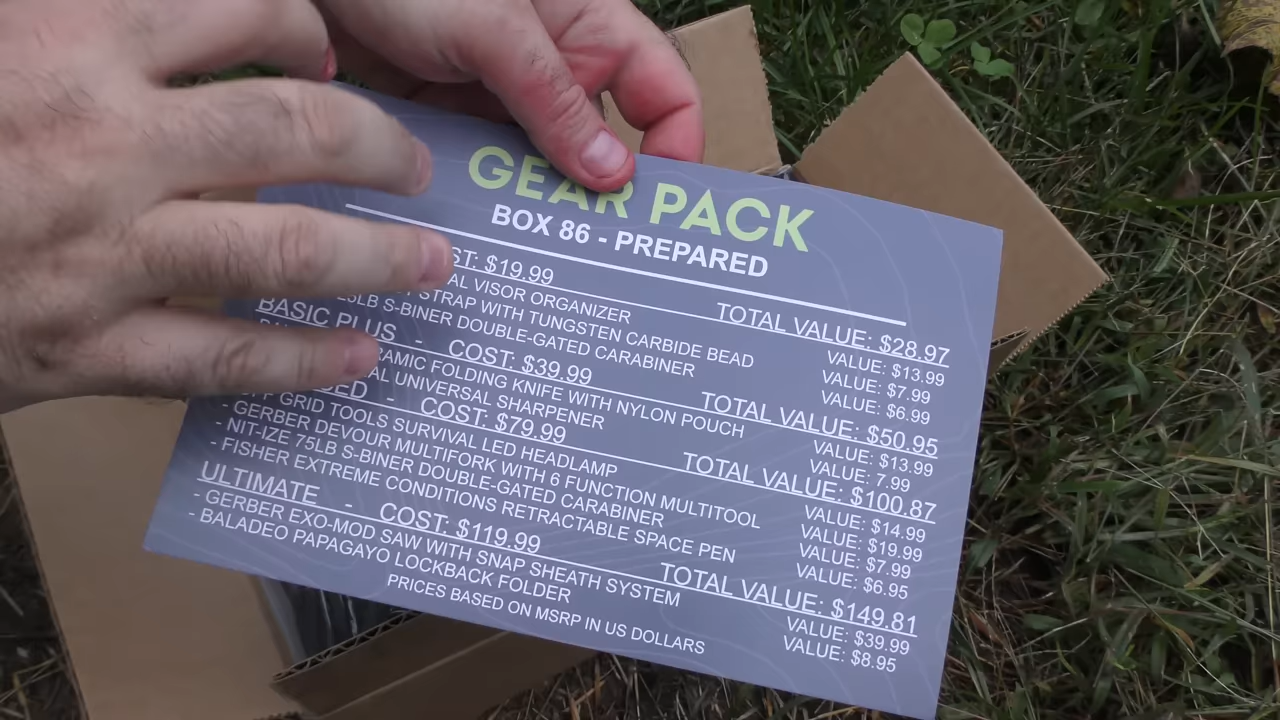 GEAR PACK
BOX 86 - PREPARED
ST: $19.99 TOTAL VALUE: $28.97
AL VISOR ORGANIZER VALUE: $13.99
STRAP WITH TUNGSTEN CARBIDE BEAD VALUE: $7.99
5LB S-BINER DOUBLE-GATED CARABINER VALUE: $6.99
BASIC PLUS - COST: $39.99 TOTAL VALUE: $50.95
RAMIC FOLDING KNIFE WITH NYLON POUCH VALUE: $13.99
AL UNIVERSAL SHARPENER VALUE: 7.99
ED - COST: $79.99 TOTAL VALUE: $100.87
GRID TOOLS SURVIVAL LED HEADLAMP VALUE: $14.99
- GERBER DEVOUR MULTIFORK WITH 6 FUNCTION MULTITOOL VALUE: $19.99
- NIT-IZE 75LB S-BINER DOUBLE-GATED CARABINER VALUE: $7.99
- FISHER EXTREME CONDITIONS RETRACTABLE SPACE PEN VALUE: $6.95
ULTIMATE - COST: $119.99 TOTAL VALUE: $149.81
- GERBER EXO-MOD SAW WITH SNAP SHEATH SYSTEM VALUE: $39.99
- BALADEO PAPAGAYO LOCKBACK FOLDER VALUE: $8.95
PRICES BASED ON MSRP IN US DOLLARS